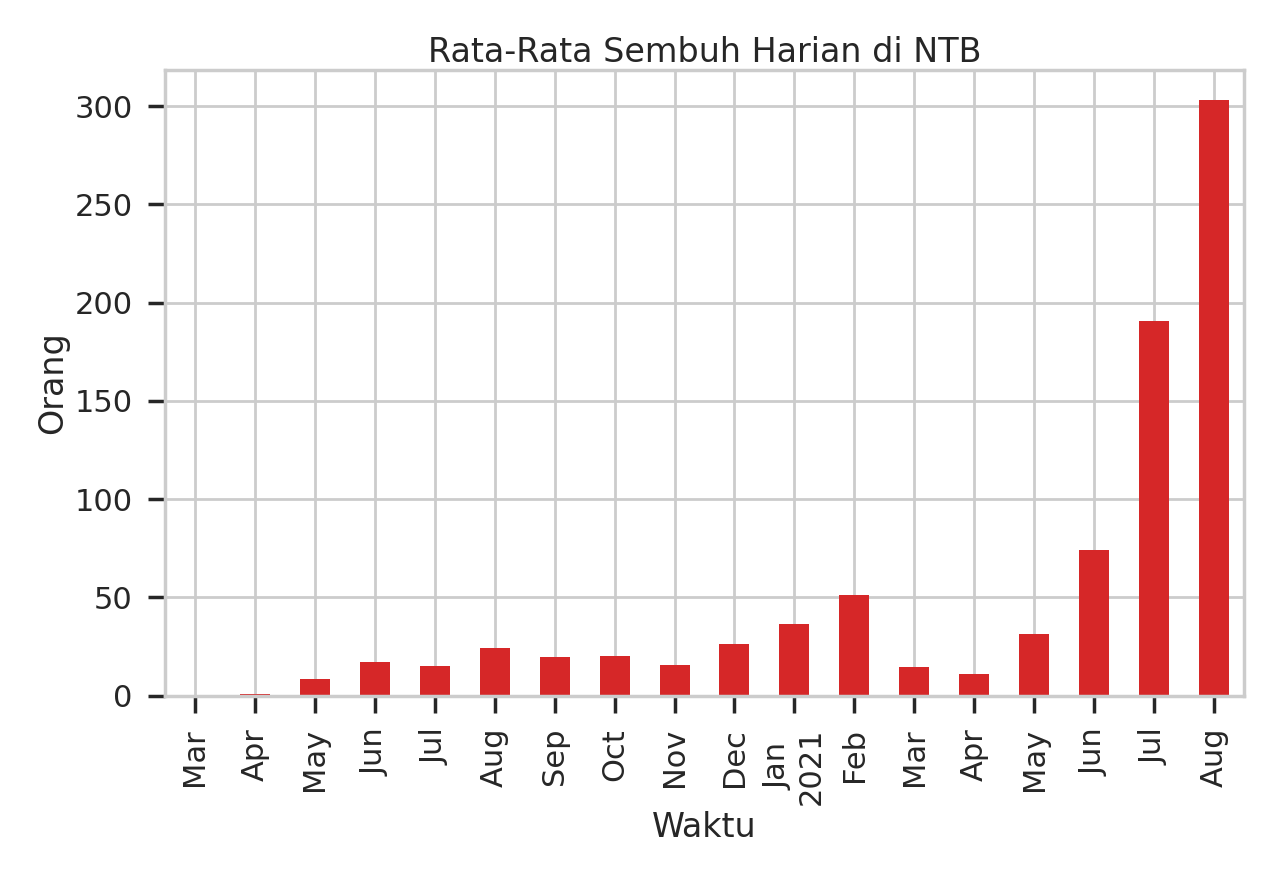 Rata-Rata Sembuh Harian di NTB
300
250
200
150
100
50
0
Orang
Mar
Apr
May
Jun
Jul
Aug
Sep
Oct
Nov
Dec
Jan
2021
Feb
Mar
Apr
May
Jun
Jul
Aug
Waktu